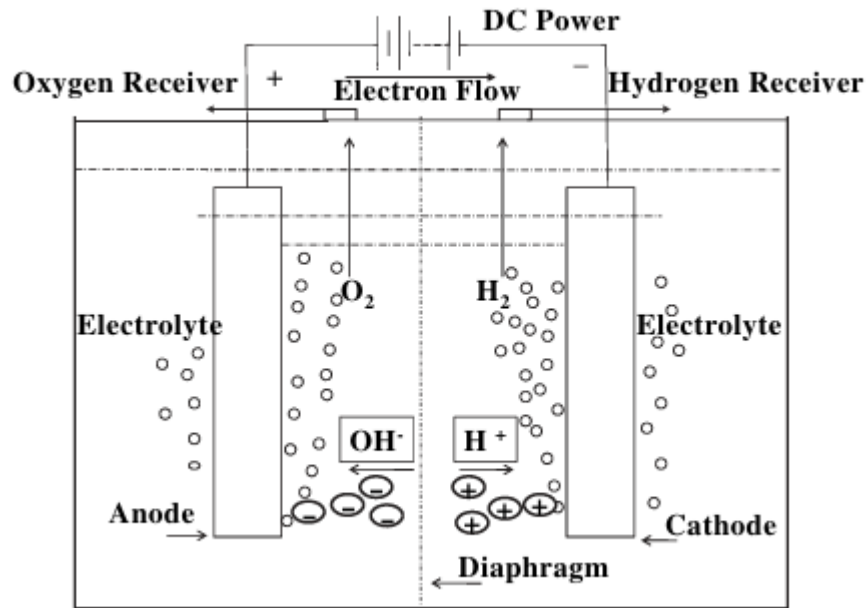 DC Power
+
−
Oxygen Receiver
Electron Flow
Hydrogen Receiver
O₂
H₂
Electrolyte
Electrolyte
OH⁻
H⁺
- - - -
+ + + +
Anode
Cathode
Diaphragm